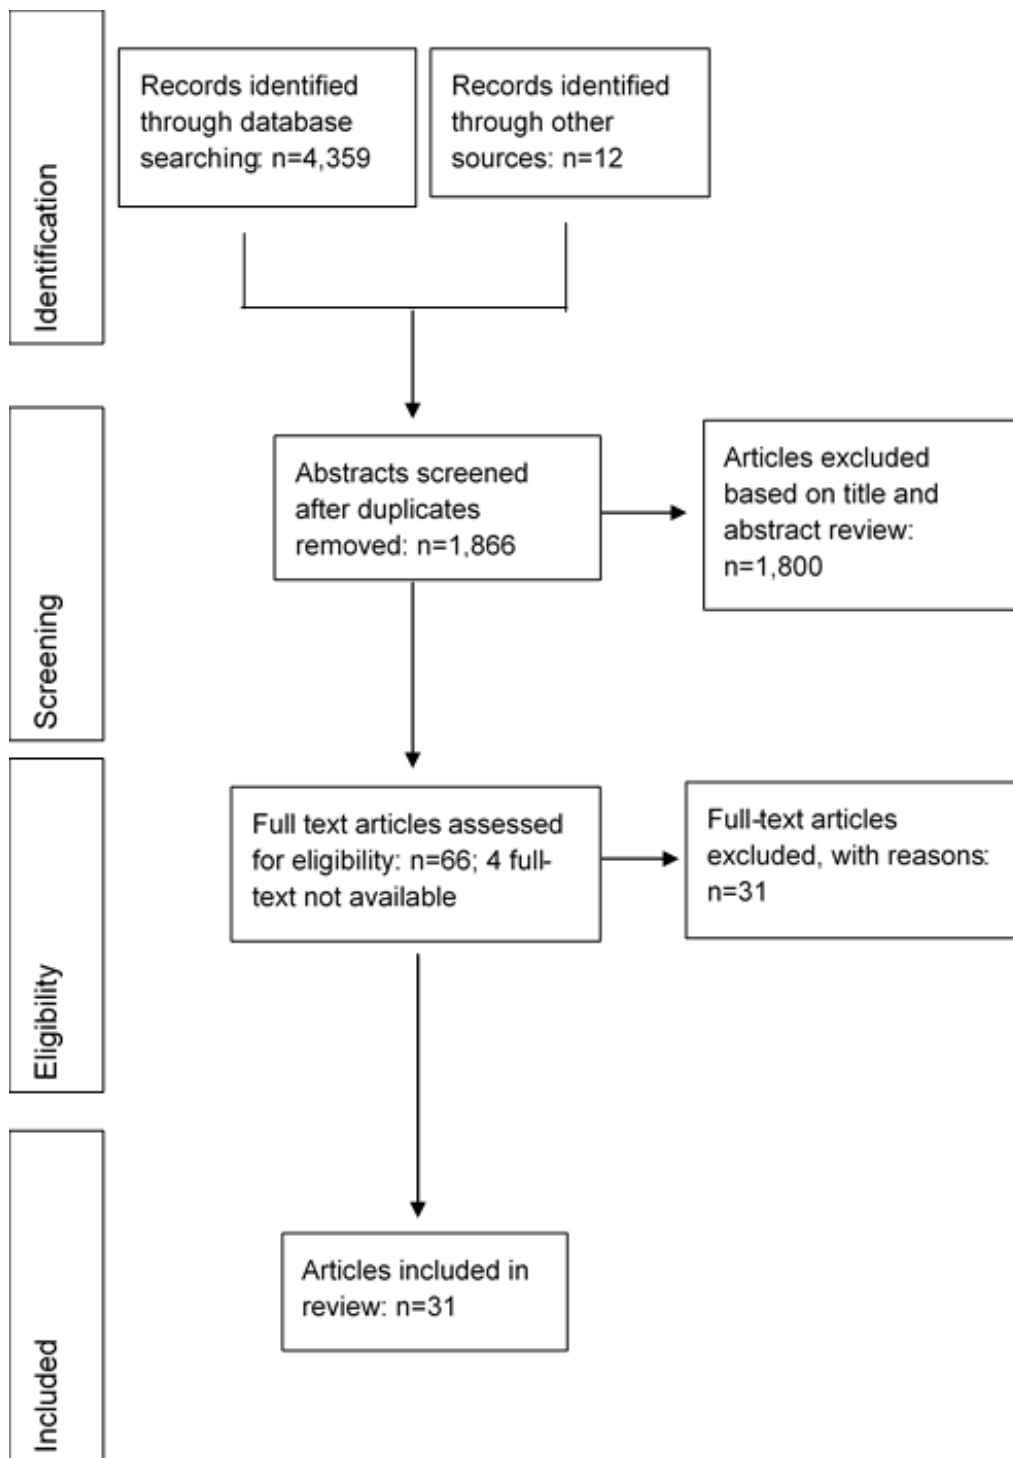 Identification
Records identified
through database
searching: n=4,359
Records identified
through other
sources: n=12
Screening
Abstracts screened
after duplicates
removed: n=1,866
Articles excluded
based on title and
abstract review:
n=1,800
Eligibility
Full text articles assessed
for eligibility: n=66; 4 full-
text not available
Full-text articles
excluded, with reasons:
n=31
Included
Articles included in
review: n=31